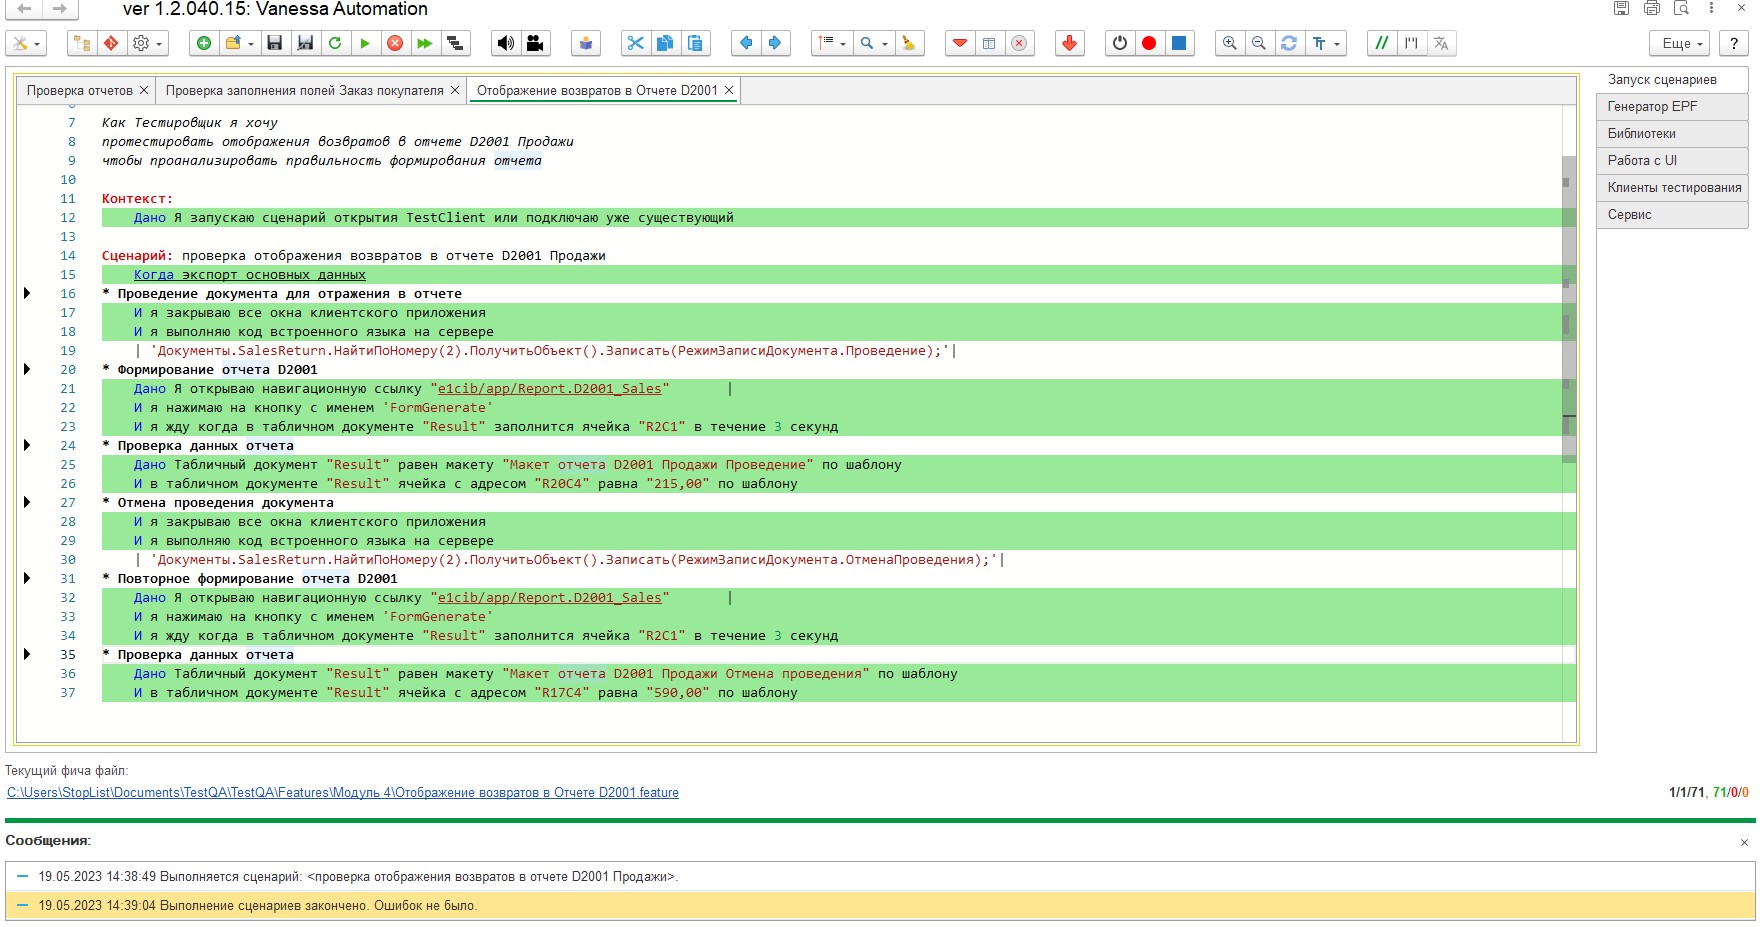 ver 1.2.040.15: Vanessa Automation
Еще
?
Проверка отчетов
Проверка заполнения полей Заказ покупателя
Отображение возвратов в Отчете D2001
Запуск сценариев
Генератор EPF
Библиотеки
Работа с UI
Клиенты тестирования
Сервис
7 Как Тестировщик я хочу
8 протестировать отображения возвратов в отчете D2001 Продажи
9 чтобы проанализировать правильность формирования отчета
10
11 Контекст:
12 Дано Я запускаю сценарий открытия TestClient или подключаю уже существующий
13
14 Сценарий: проверка отображения возвратов в отчете D2001 Продажи
15 Когда экспорт основных данных
16 * Проведение документа для отражения в отчете
17 И я закрываю все окна клиентского приложения
18 И я выполняю код встроенного языка на сервере
19 | 'Документы.SalesReturn.НайтиПоНомеру(2).ПолучитьОбъект().Записать(РежимЗаписиДокумента.Проведение);'|
20 * Формирование отчета D2001
21 Дано Я открываю навигационную ссылку "e1cib/app/Report.D2001_Sales" |
22 И я нажимаю на кнопку с именем 'FormGenerate'
23 И я жду когда в табличном документе "Result" заполнится ячейка "R2C1" в течение 3 секунд
24 * Проверка данных отчета
25 Дано Табличный документ "Result" равен макету "Макет отчета D2001 Продажи Проведение" по шаблону
26 И в табличном документе "Result" ячейка с адресом "R20C4" равна "215,00" по шаблону
27 * Отмена проведения документа
28 И я закрываю все окна клиентского приложения
29 И я выполняю код встроенного языка на сервере
30 | 'Документы.SalesReturn.НайтиПоНомеру(2).ПолучитьОбъект().Записать(РежимЗаписиДокумента.ОтменаПроведения);'|
31 * Повторное формирование отчета D2001
32 Дано Я открываю навигационную ссылку "e1cib/app/Report.D2001_Sales" |
33 И я нажимаю на кнопку с именем 'FormGenerate'
34 И я жду когда в табличном документе "Result" заполнится ячейка "R2C1" в течение 3 секунд
35 * Проверка данных отчета
36 Дано Табличный документ "Result" равен макету "Макет отчета D2001 Продажи Отмена проведения" по шаблону
37 И в табличном документе "Result" ячейка с адресом "R17C4" равна "590,00" по шаблону
Текущий фича файл:
C:\Users\StopList\Documents\TestQA\TestQA\Features\Модуль 4\Отображение возвратов в Отчете D2001.feature
1/1/71, 71/0/0
Сообщения:
19.05.2023 14:38:49 Выполняется сценарий: <проверка отображения возвратов в отчете D2001 Продажи>.
19.05.2023 14:39:04 Выполнение сценариев закончено. Ошибок не было.